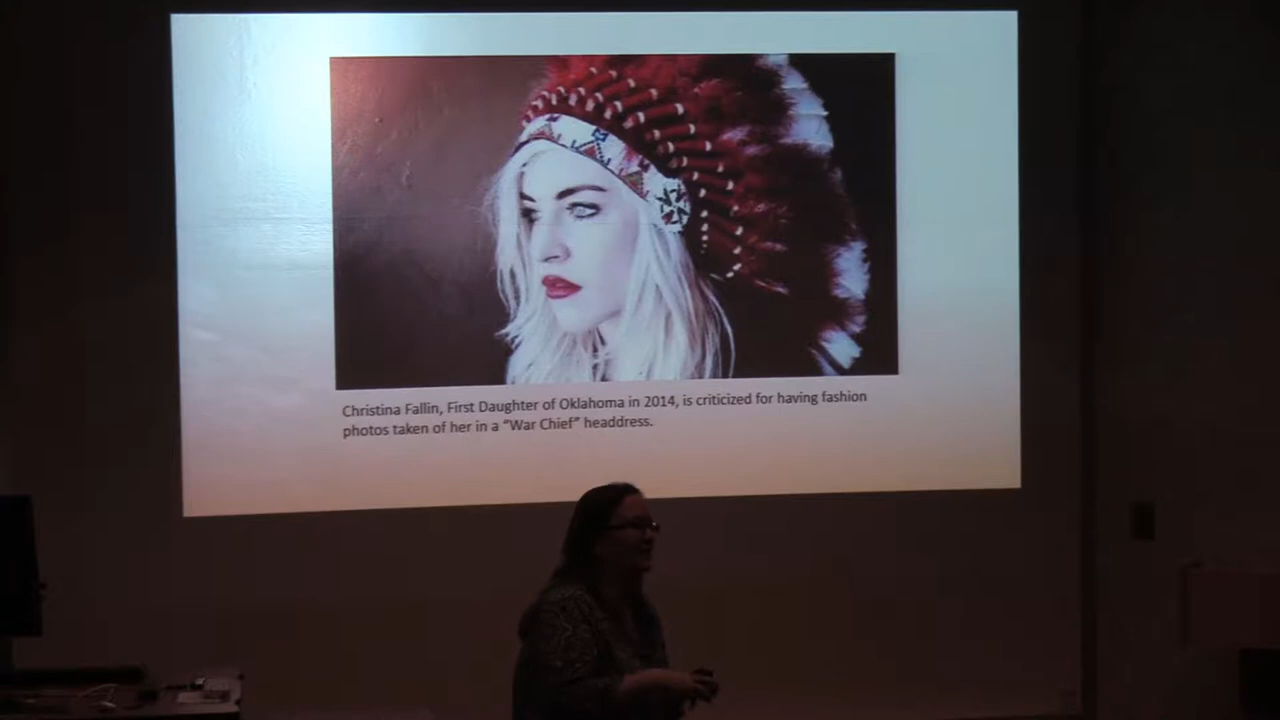 Christina Fallin, First Daughter of Oklahoma in 2014, is criticized for having fashion
photos taken of her in a “War Chief” headdress.